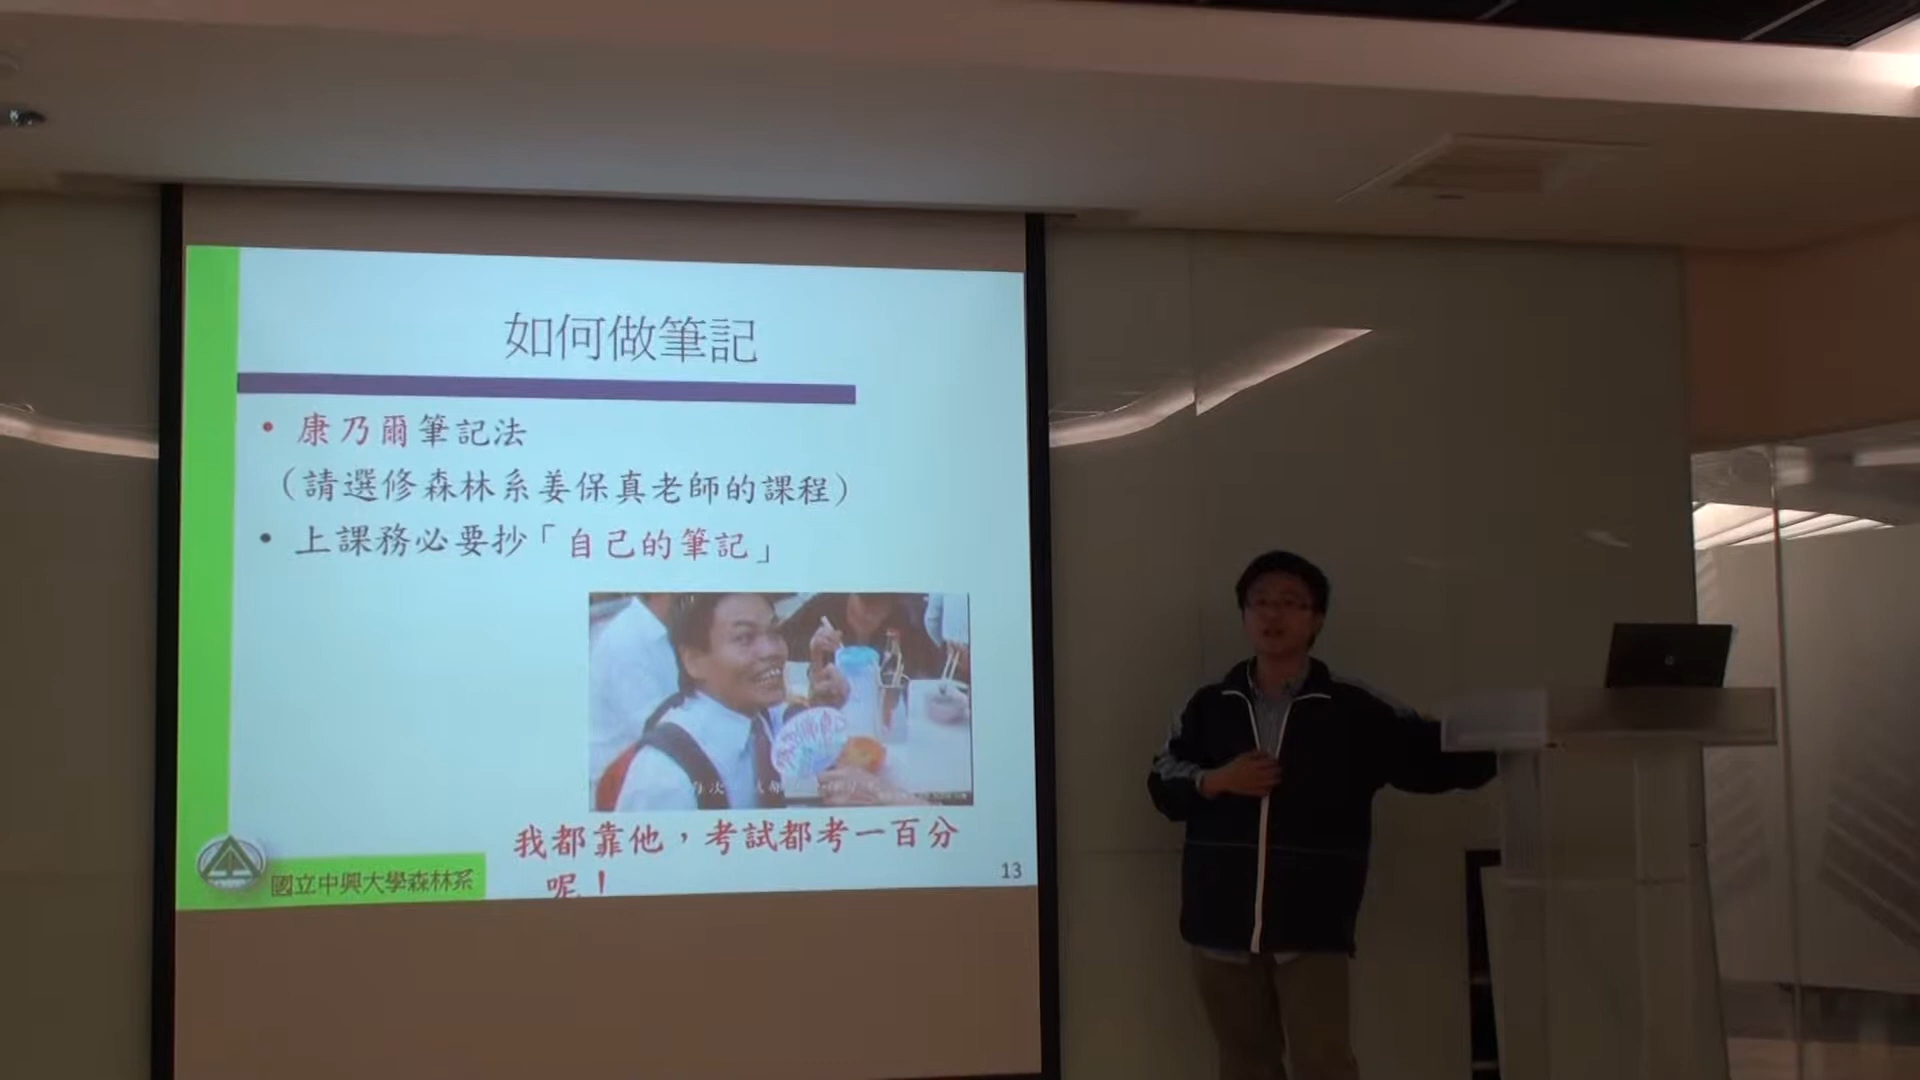 如何做筆記
• 康乃爾筆記法
（請選修森林系姜保真老師的課程）
• 上課務必要抄「自己的筆記」
我都靠他，考試都考一百分
呢！
國立中興大學森林系
13